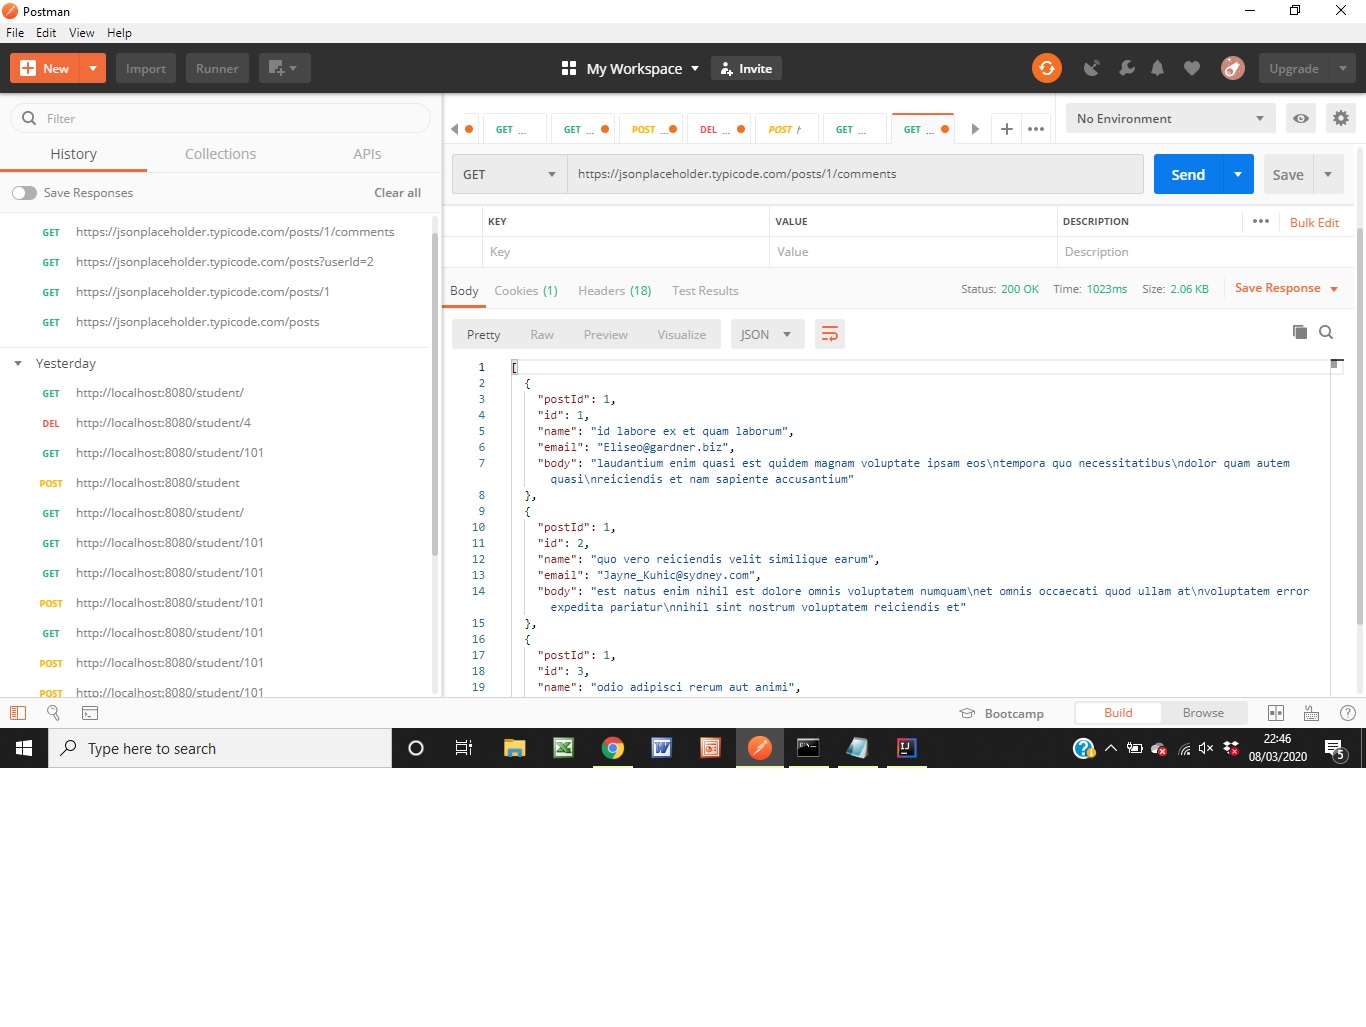 Postman
File Edit View Help
New Import Runner My Workspace Invite Upgrade
Filter
History Collections APIs
Save Responses Clear all
GET https://jsonplaceholder.typicode.com/posts/1/comments
GET https://jsonplaceholder.typicode.com/posts?userId=2
GET https://jsonplaceholder.typicode.com/posts/1
GET https://jsonplaceholder.typicode.com/posts
Yesterday
GET http://localhost:8080/student/
DEL http://localhost:8080/student/4
GET http://localhost:8080/student/101
POST http://localhost:8080/student
GET http://localhost:8080/student/
GET http://localhost:8080/student/101
GET http://localhost:8080/student/101
POST http://localhost:8080/student/101
GET http://localhost:8080/student/101
POST http://localhost:8080/student/101
POST http://localhost:8080/student/101
GET ... GET ... POST ... DEL ... POST GET ... GET ...
No Environment
GET https://jsonplaceholder.typicode.com/posts/1/comments Send Save
KEY VALUE DESCRIPTION ••• Bulk Edit
Key Value Description
Body Cookies (1) Headers (18) Test Results Status: 200 OK Time: 1023ms Size: 2.06 KB Save Response
Pretty Raw Preview Visualize JSON
1 [
2 {
3 "postId": 1,
4 "id": 1,
5 "name": "id labore ex et quam laborum",
6 "email": "Eliseo@gardner.biz",
7 "body": "laudantium enim quasi est quidem magnam voluptate ipsam eos\ntempora quo necessitatibus\ndolor quam autem
quasi\nreiciendis et nam sapiente accusantium"
8 },
9 {
10 "postId": 1,
11 "id": 2,
12 "name": "quo vero reiciendis velit similique earum",
13 "email": "Jayne_Kuhic@sydney.com",
14 "body": "est natus enim nihil est dolore omnis voluptatem numquam\net omnis occaecati quod ullam at\nvoluptatem error
expedita pariatur\nnihil sint nostrum voluptatem reiciendis et"
15 },
16 {
17 "postId": 1,
18 "id": 3,
19 "name": "odio adipisci rerum aut animi",
Bootcamp Build Browse
Type here to search
22:46
08/03/2020
5